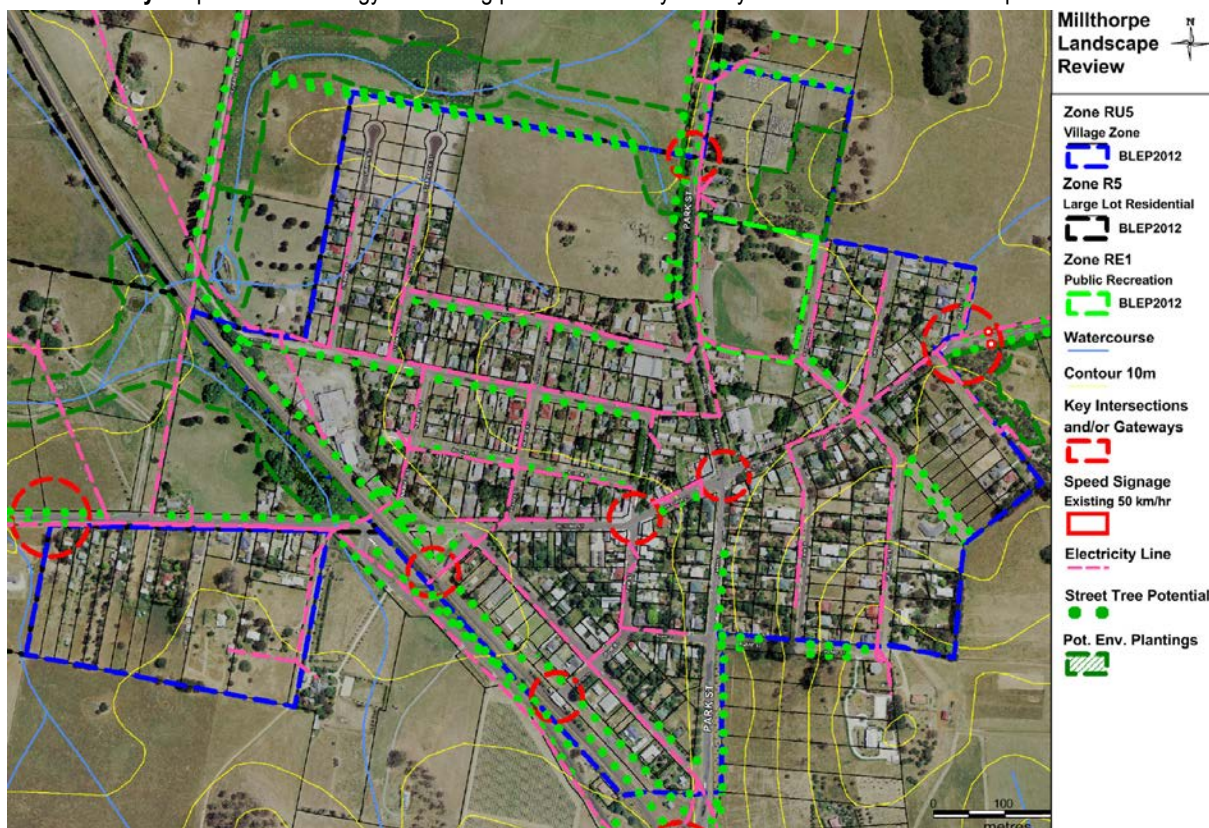 Millthorpe
Landscape
Review
N
Zone RU5
Village Zone
BLEP2012
Zone R5
Large Lot Residential
BLEP2012
Zone RE1
Public Recreation
BLEP2012
Watercourse
Contour 10m
Key Intersections
and/or Gateways
Speed Signage
Existing 50 km/hr
Electricity Line
Street Tree Potential
Pot. Env. Plantings
PARK ST
PARK ST
0 100
metres